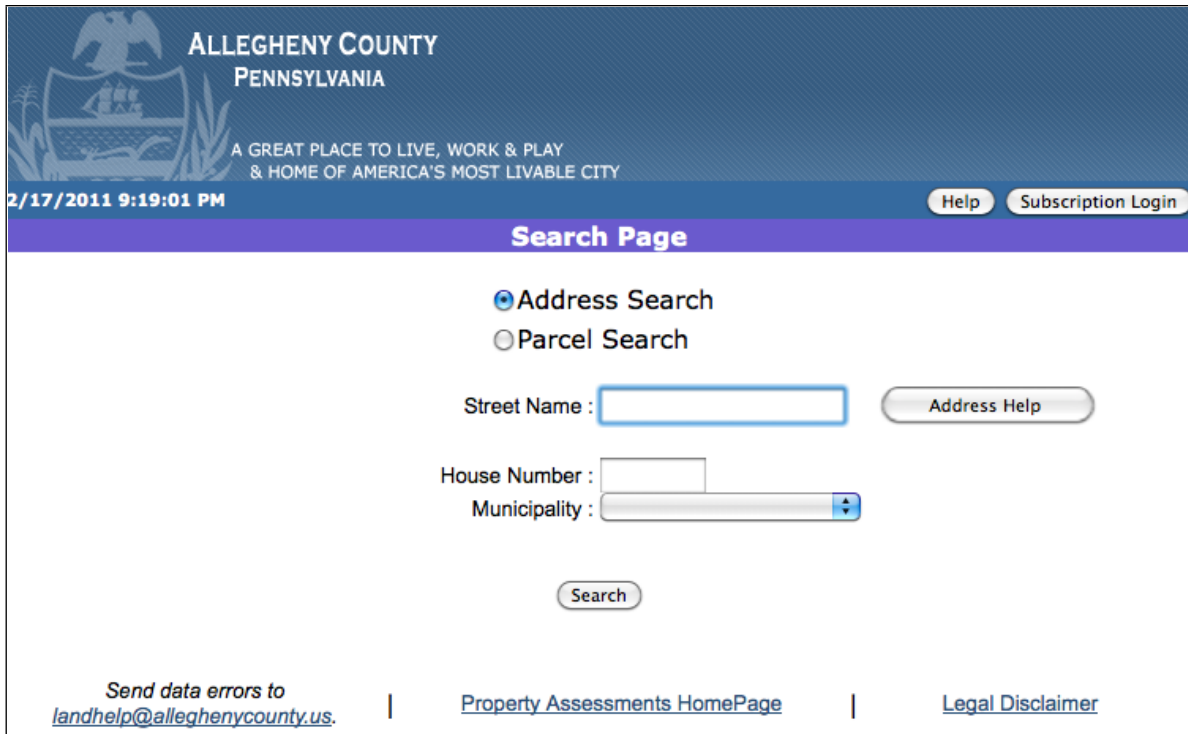 ALLEGHENY COUNTY
PENNSYLVANIA
A GREAT PLACE TO LIVE, WORK & PLAY
& HOME OF AMERICA'S MOST LIVABLE CITY
2/17/2011 9:19:01 PM Help Subscription Login
Search Page
Address Search
Parcel Search
Street Name : Address Help
House Number :
Municipality :
Search
Send data errors to
landhelp@alleghenycounty.us. | Property Assessments HomePage | Legal Disclaimer